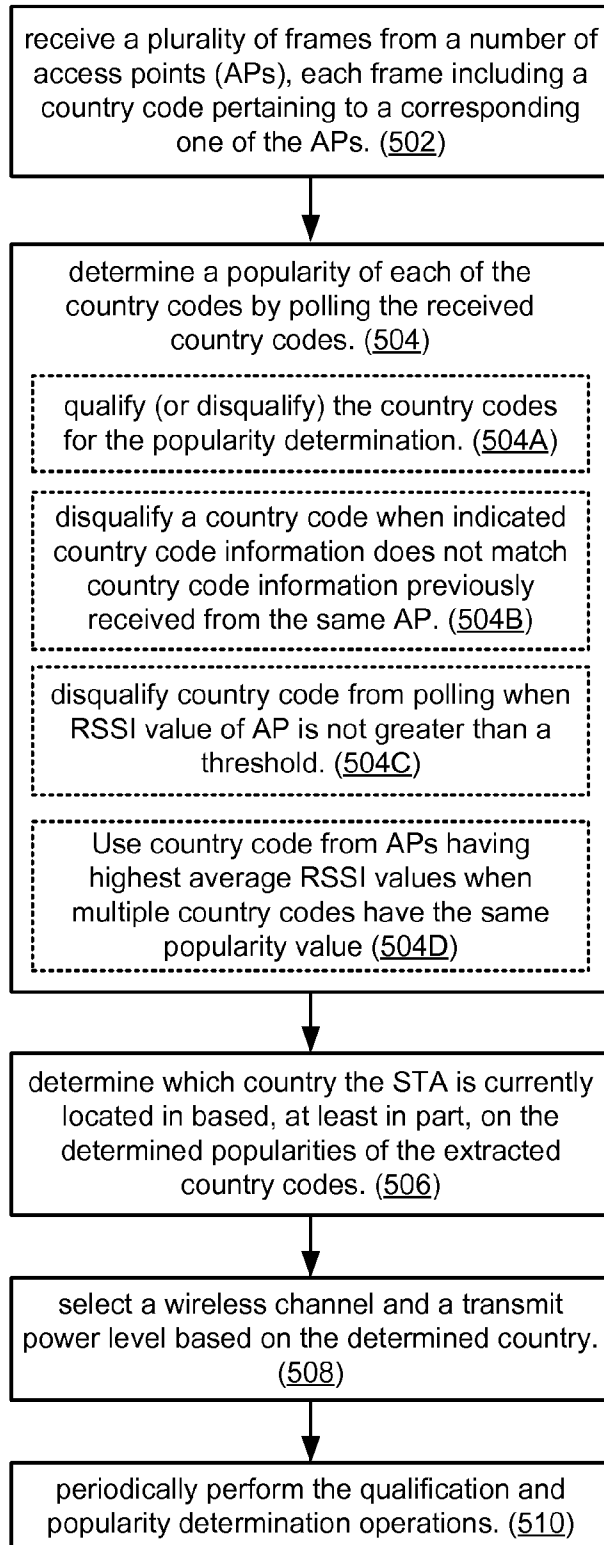 receive a plurality of frames from a number of
access points (APs), each frame including a
country code pertaining to a corresponding
one of the APs. (502)
determine a popularity of each of the
country codes by polling the received
country codes. (504)
qualify (or disqualify) the country codes
for the popularity determination. (504A)
disqualify a country code when indicated
country code information does not match
country code information previously
received from the same AP. (504B)
disqualify country code from polling when
RSSI value of AP is not greater than a
threshold. (504C)
Use country code from APs having
highest average RSSI values when
multiple country codes have the same
popularity value (504D)
determine which country the STA is currently
located in based, at least in part, on the
determined popularities of the extracted
country codes. (506)
select a wireless channel and a transmit
power level based on the determined country.
(508)
periodically perform the qualification and
popularity determination operations. (510)